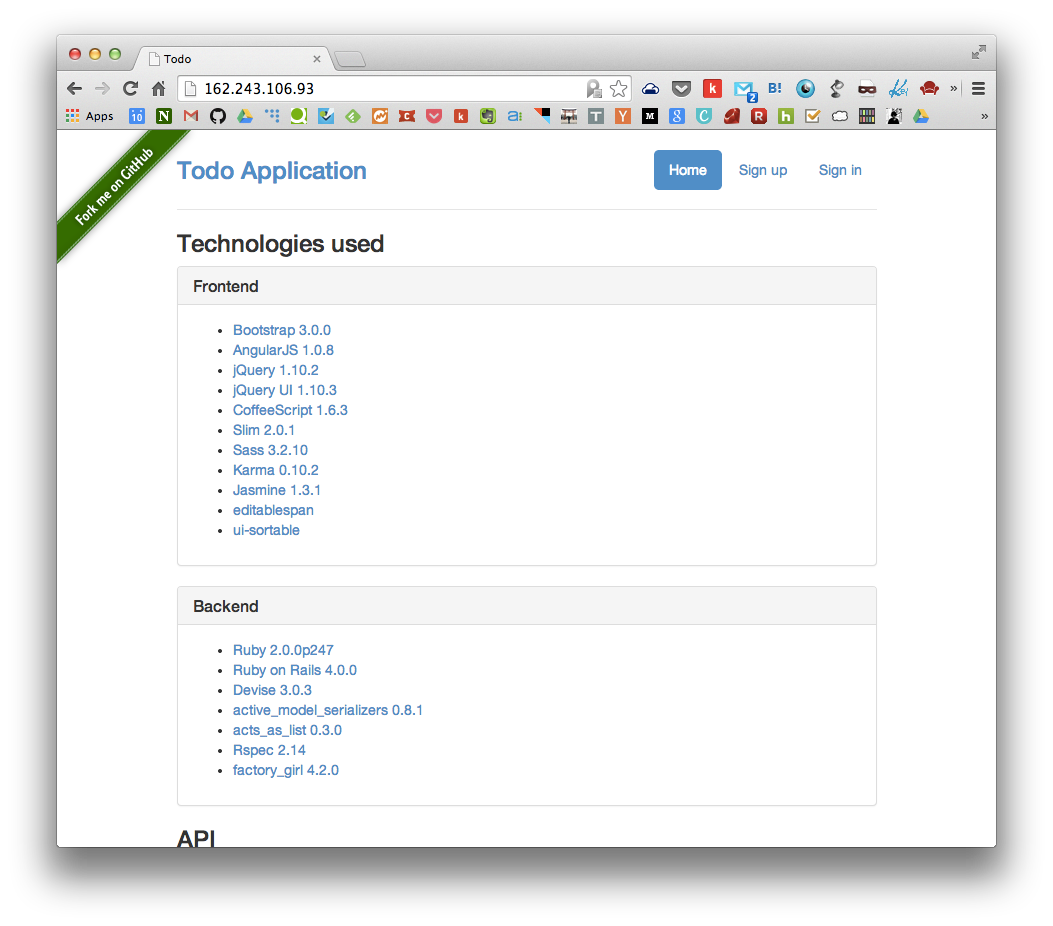 Todo
162.243.106.93
Apps
Fork me on GitHub
Todo Application
Home
Sign up
Sign in
Technologies used
Frontend
Bootstrap 3.0.0
AngularJS 1.0.8
jQuery 1.10.2
jQuery UI 1.10.3
CoffeeScript 1.6.3
Slim 2.0.1
Sass 3.2.10
Karma 0.10.2
Jasmine 1.3.1
editablespan
ui-sortable
Backend
Ruby 2.0.0p247
Ruby on Rails 4.0.0
Devise 3.0.3
active_model_serializers 0.8.1
acts_as_list 0.3.0
Rspec 2.14
factory_girl 4.2.0
API